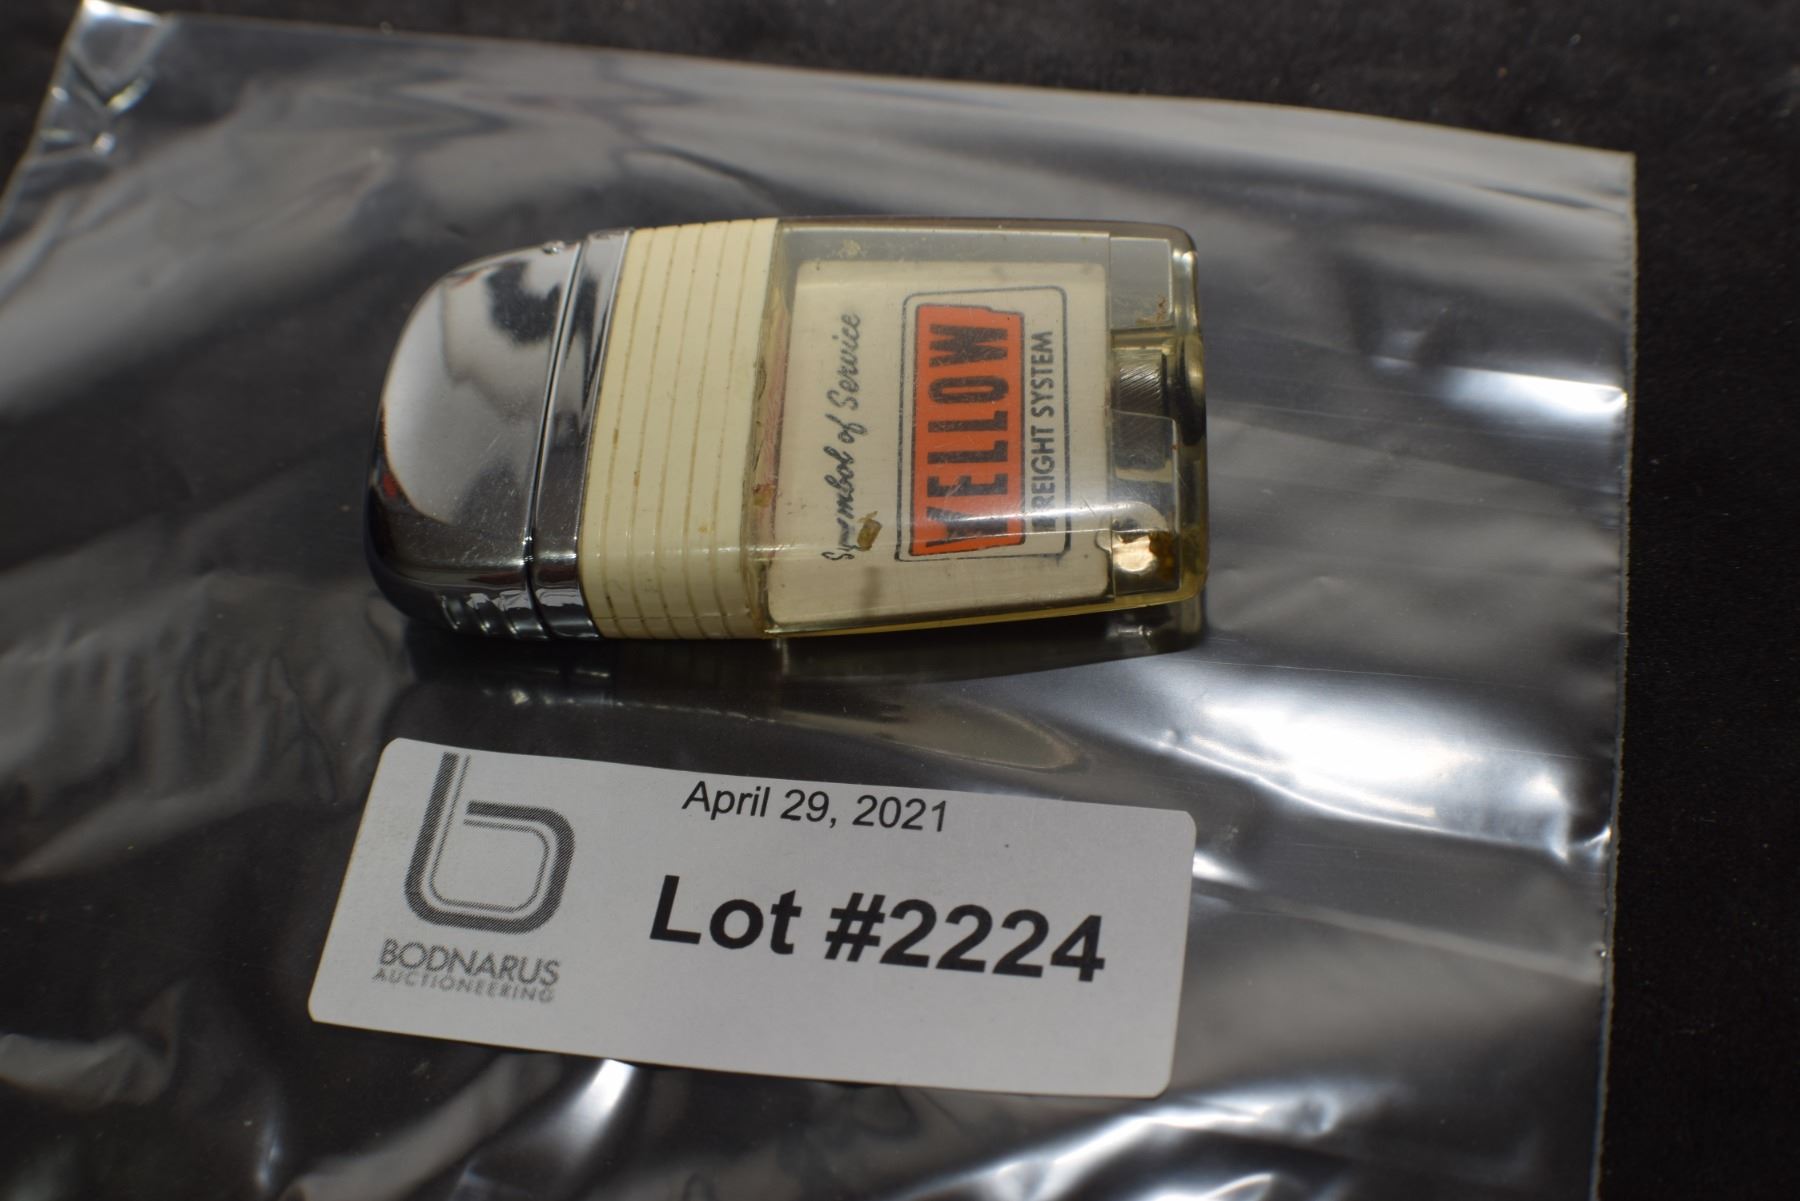 Symbol of Service
YELLOW
FREIGHT SYSTEM
April 29, 2021
Lot #2224
BODNARUS
AUCTIONEERING